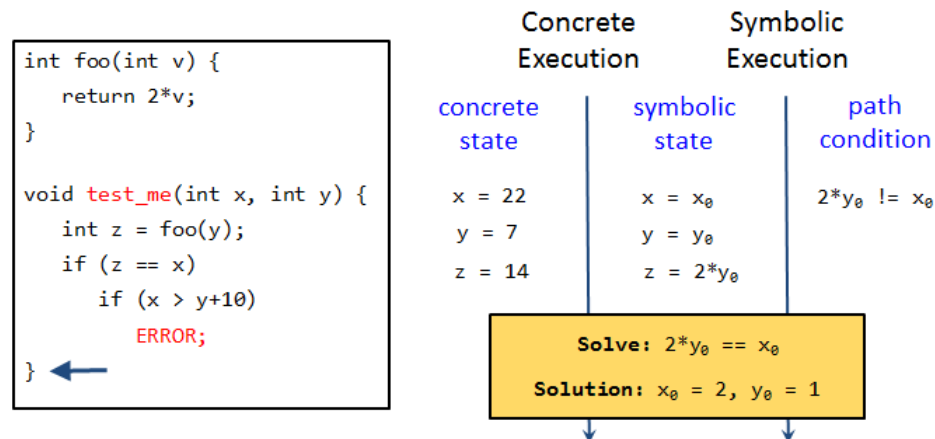 int foo(int v) {
return 2*v;
}
void test_me(int x, int y) {
int z = foo(y);
if (z == x)
if (x > y+10)
ERROR;
}
Concrete Execution
Symbolic Execution
concrete state
symbolic state
path condition
x = 22
x = x₀
2*y₀ != x₀
y = 7
y = y₀
z = 14
z = 2*y₀
Solve: 2*y₀ == x₀
Solution: x₀ = 2, y₀ = 1